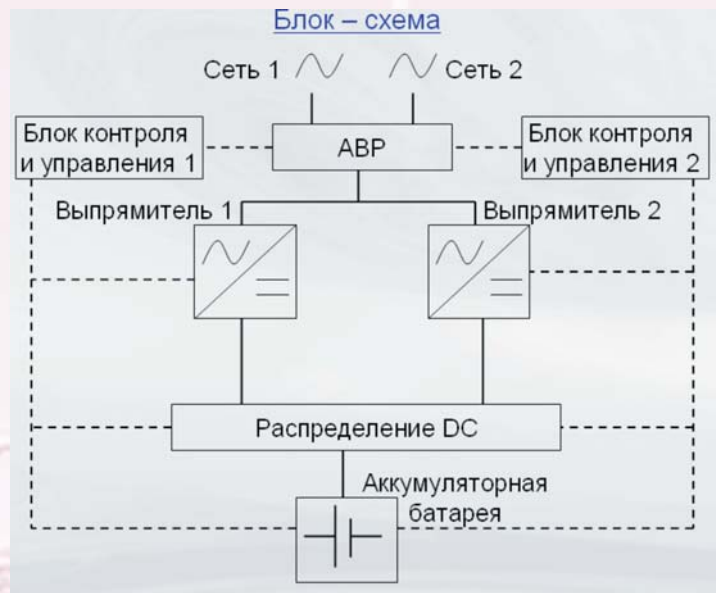 Блок – схема
Сеть 1
Сеть 2
Блок контроля
и управления 1
АВР
Блок контроля
и управления 2
Выпрямитель 1
Выпрямитель 2
Распределение DC
Аккумуляторная
батарея